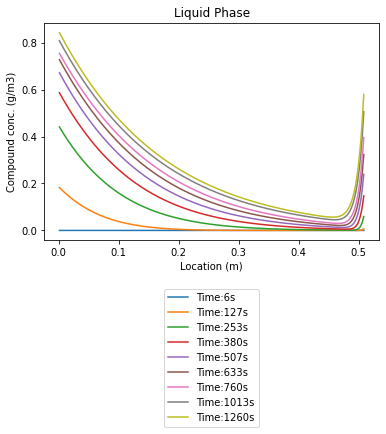 Liquid Phase
Compound conc. (g/m3)
0.8
0.6
0.4
0.2
0.0
0.0 0.1 0.2 0.3 0.4 0.5
Location (m)
Time:6s
Time:127s
Time:253s
Time:380s
Time:507s
Time:633s
Time:760s
Time:1013s
Time:1260s